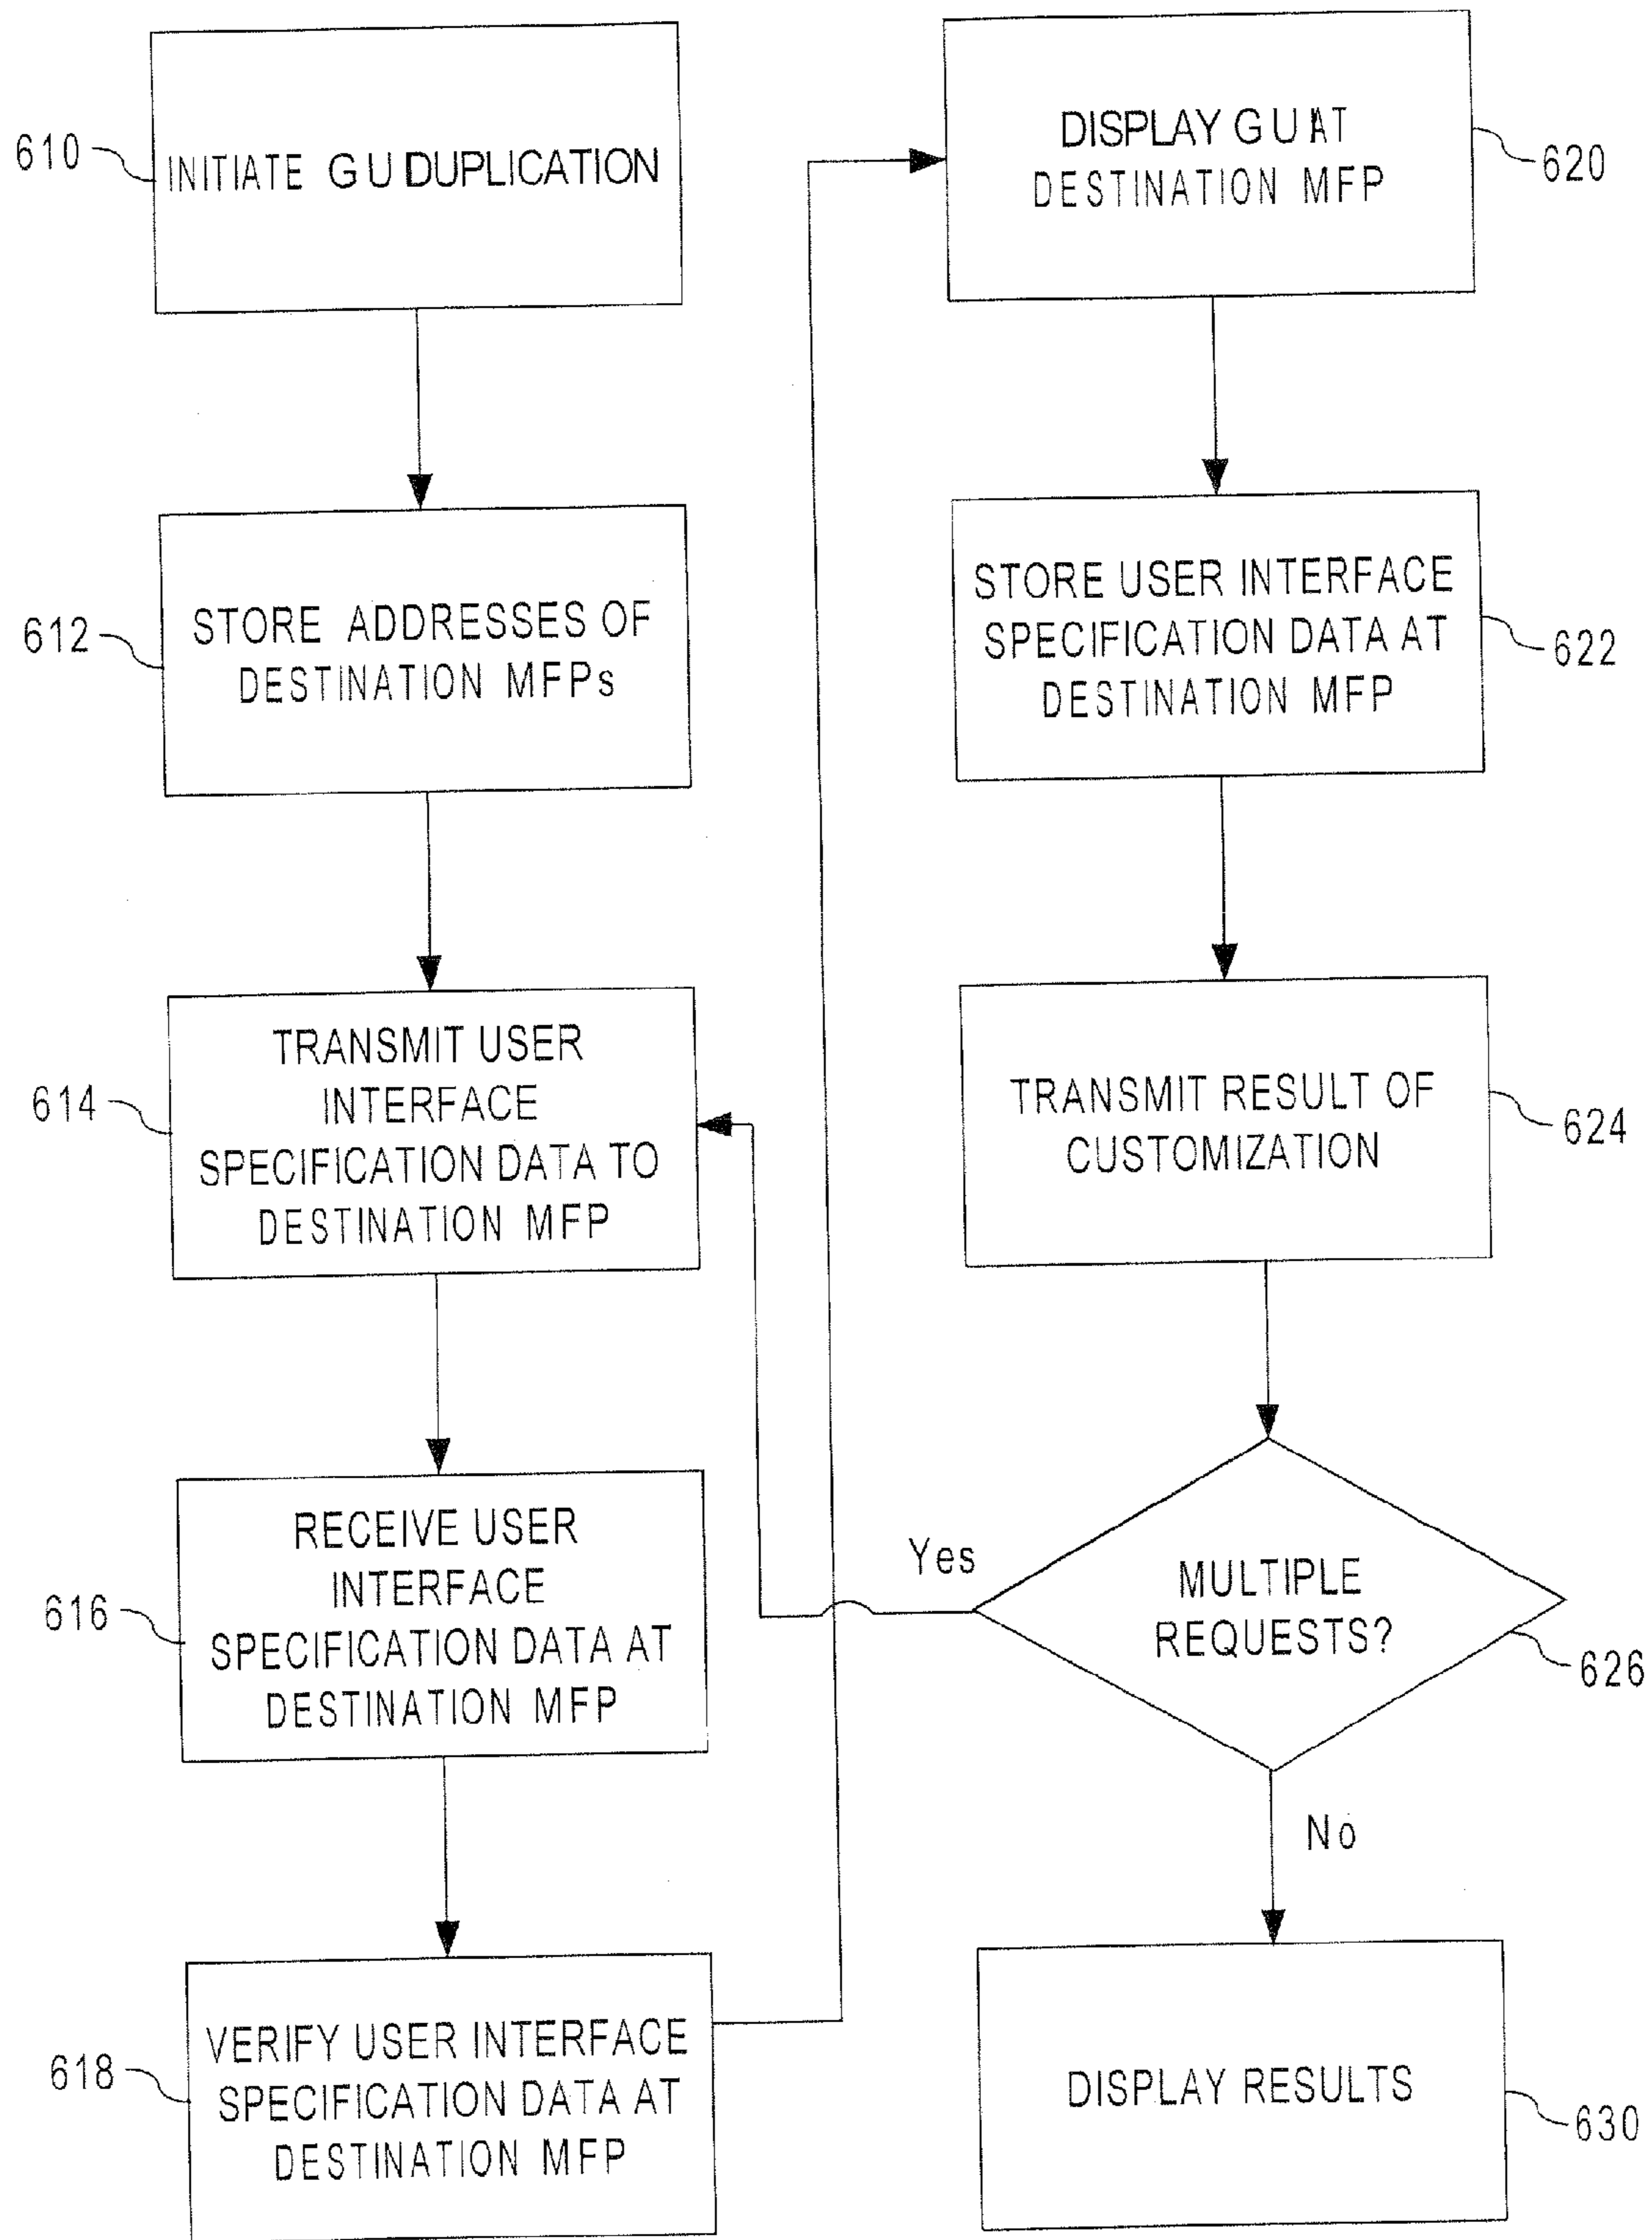 610
INITIATE GUI DUPLICATION
612
STORE ADDRESSES OF
DESTINATION MFPs
614
TRANSMIT USER
INTERFACE
SPECIFICATION DATA TO
DESTINATION MFP
616
RECEIVE USER
INTERFACE
SPECIFICATION DATA AT
DESTINATION MFP
618
VERIFY USER INTERFACE
SPECIFICATION DATA AT
DESTINATION MFP
DISPLAY GUI AT
DESTINATION MFP
620
STORE USER INTERFACE
SPECIFICATION DATA AT
DESTINATION MFP
622
TRANSMIT RESULT OF
CUSTOMIZATION
624
Yes
MULTIPLE
REQUESTS?
626
No
DISPLAY RESULTS
630